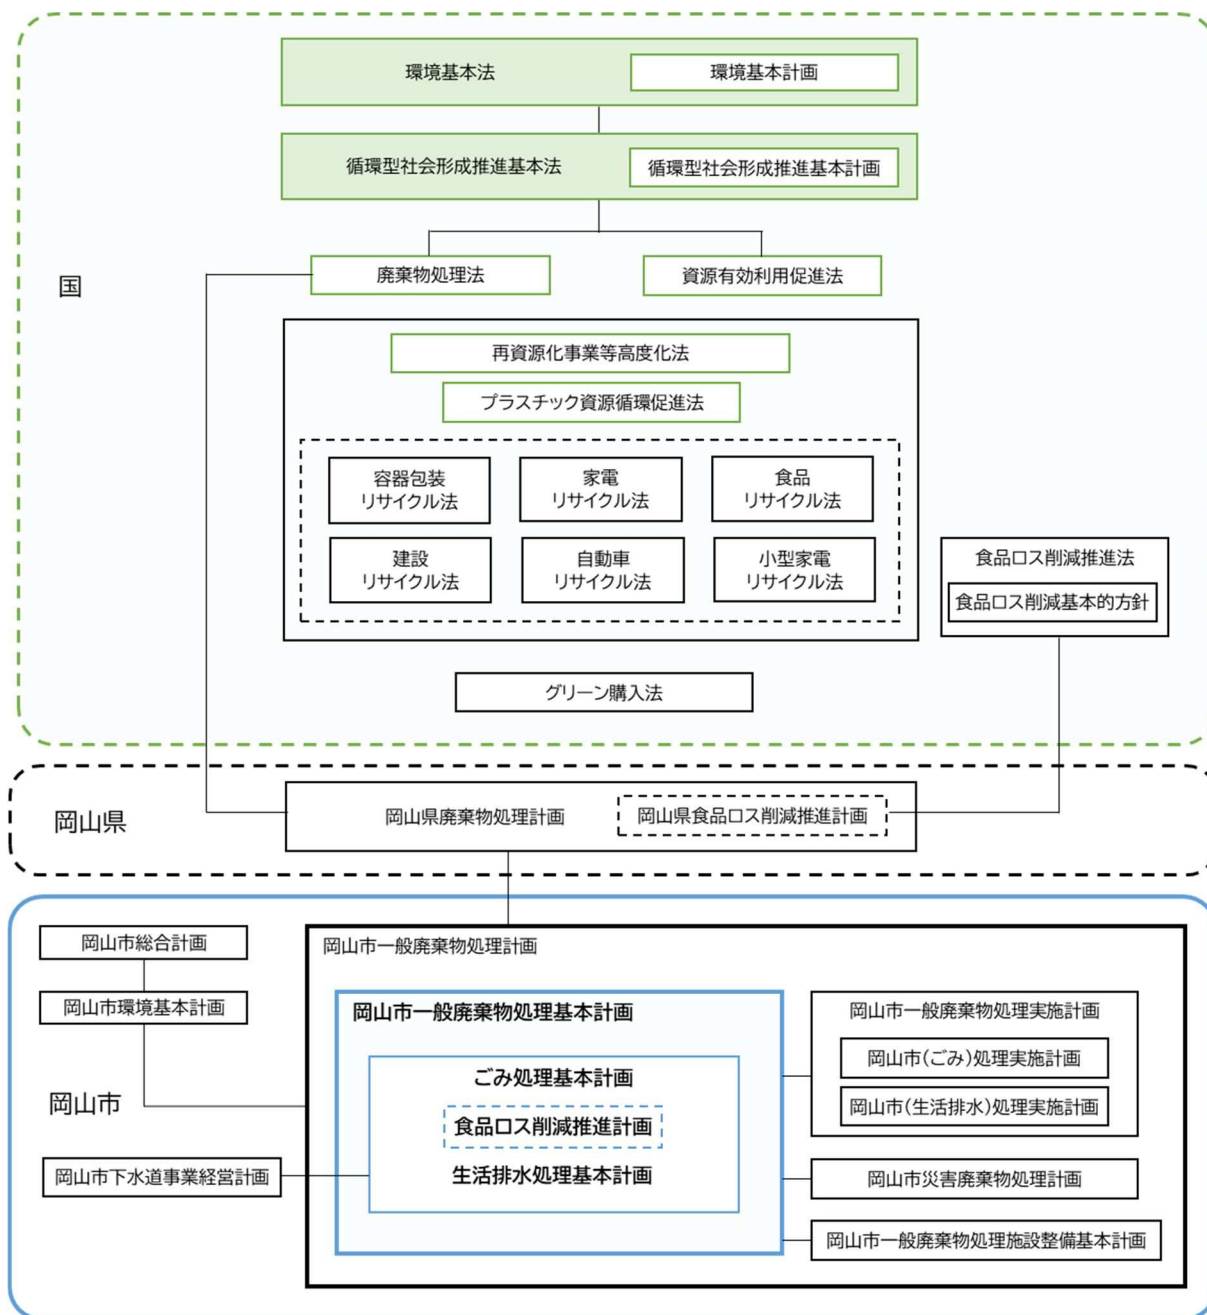 環境基本法
環境基本計画
循環型社会形成推進基本法
循環型社会形成推進基本計画
国
廃棄物処理法
資源有効利用促進法
再資源化事業等高度化法
プラスチック資源循環促進法
容器包装
リサイクル法
家電
リサイクル法
食品
リサイクル法
建設
リサイクル法
自動車
リサイクル法
小型家電
リサイクル法
食品ロス削減推進法
食品ロス削減基本的方針
グリーン購入法
岡山県
岡山県廃棄物処理計画
岡山県食品ロス削減推進計画
岡山市
岡山市総合計画
岡山市環境基本計画
岡山市下水道事業経営計画
岡山市一般廃棄物処理計画
岡山市一般廃棄物処理基本計画
ごみ処理基本計画
食品ロス削減推進計画
生活排水処理基本計画
岡山市一般廃棄物処理実施計画
岡山市(ごみ)処理実施計画
岡山市(生活排水)処理実施計画
岡山市災害廃棄物処理計画
岡山市一般廃棄物処理施設整備基本計画